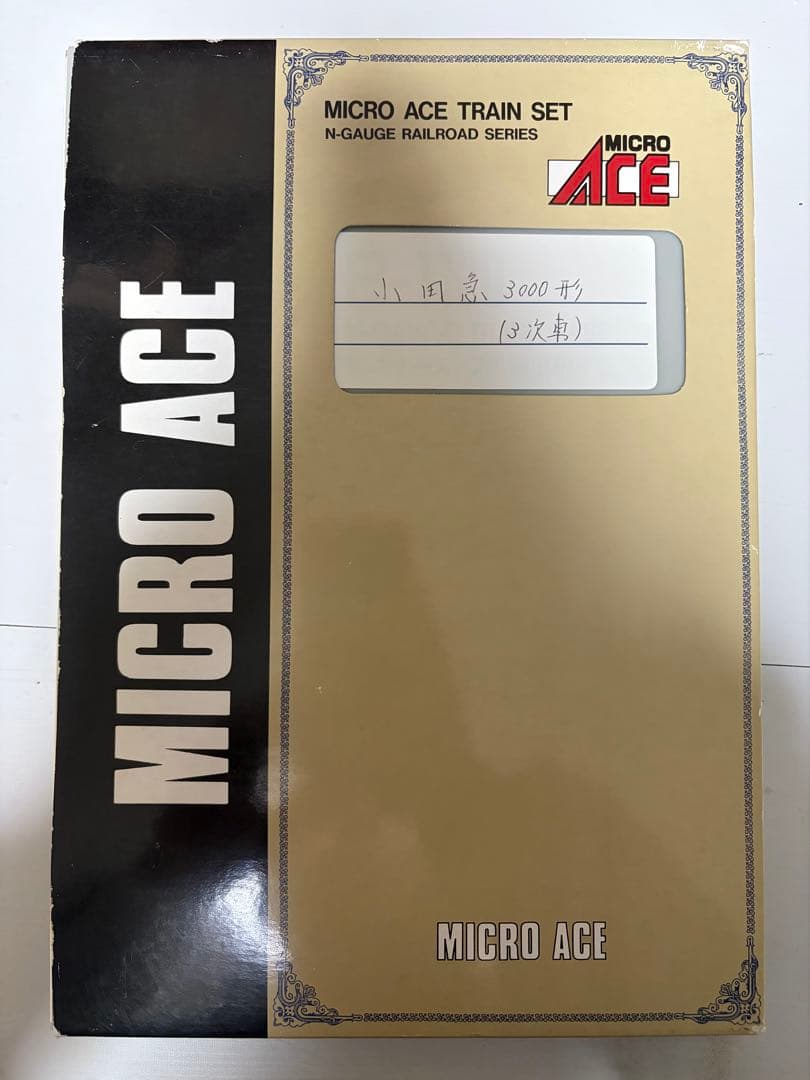 MICRO ACE TRAIN SET
N-GAUGE RAILROAD SERIES
MICRO
ACE
小田急 3000形
(3次車)
MICRO ACE
MICRO ACE